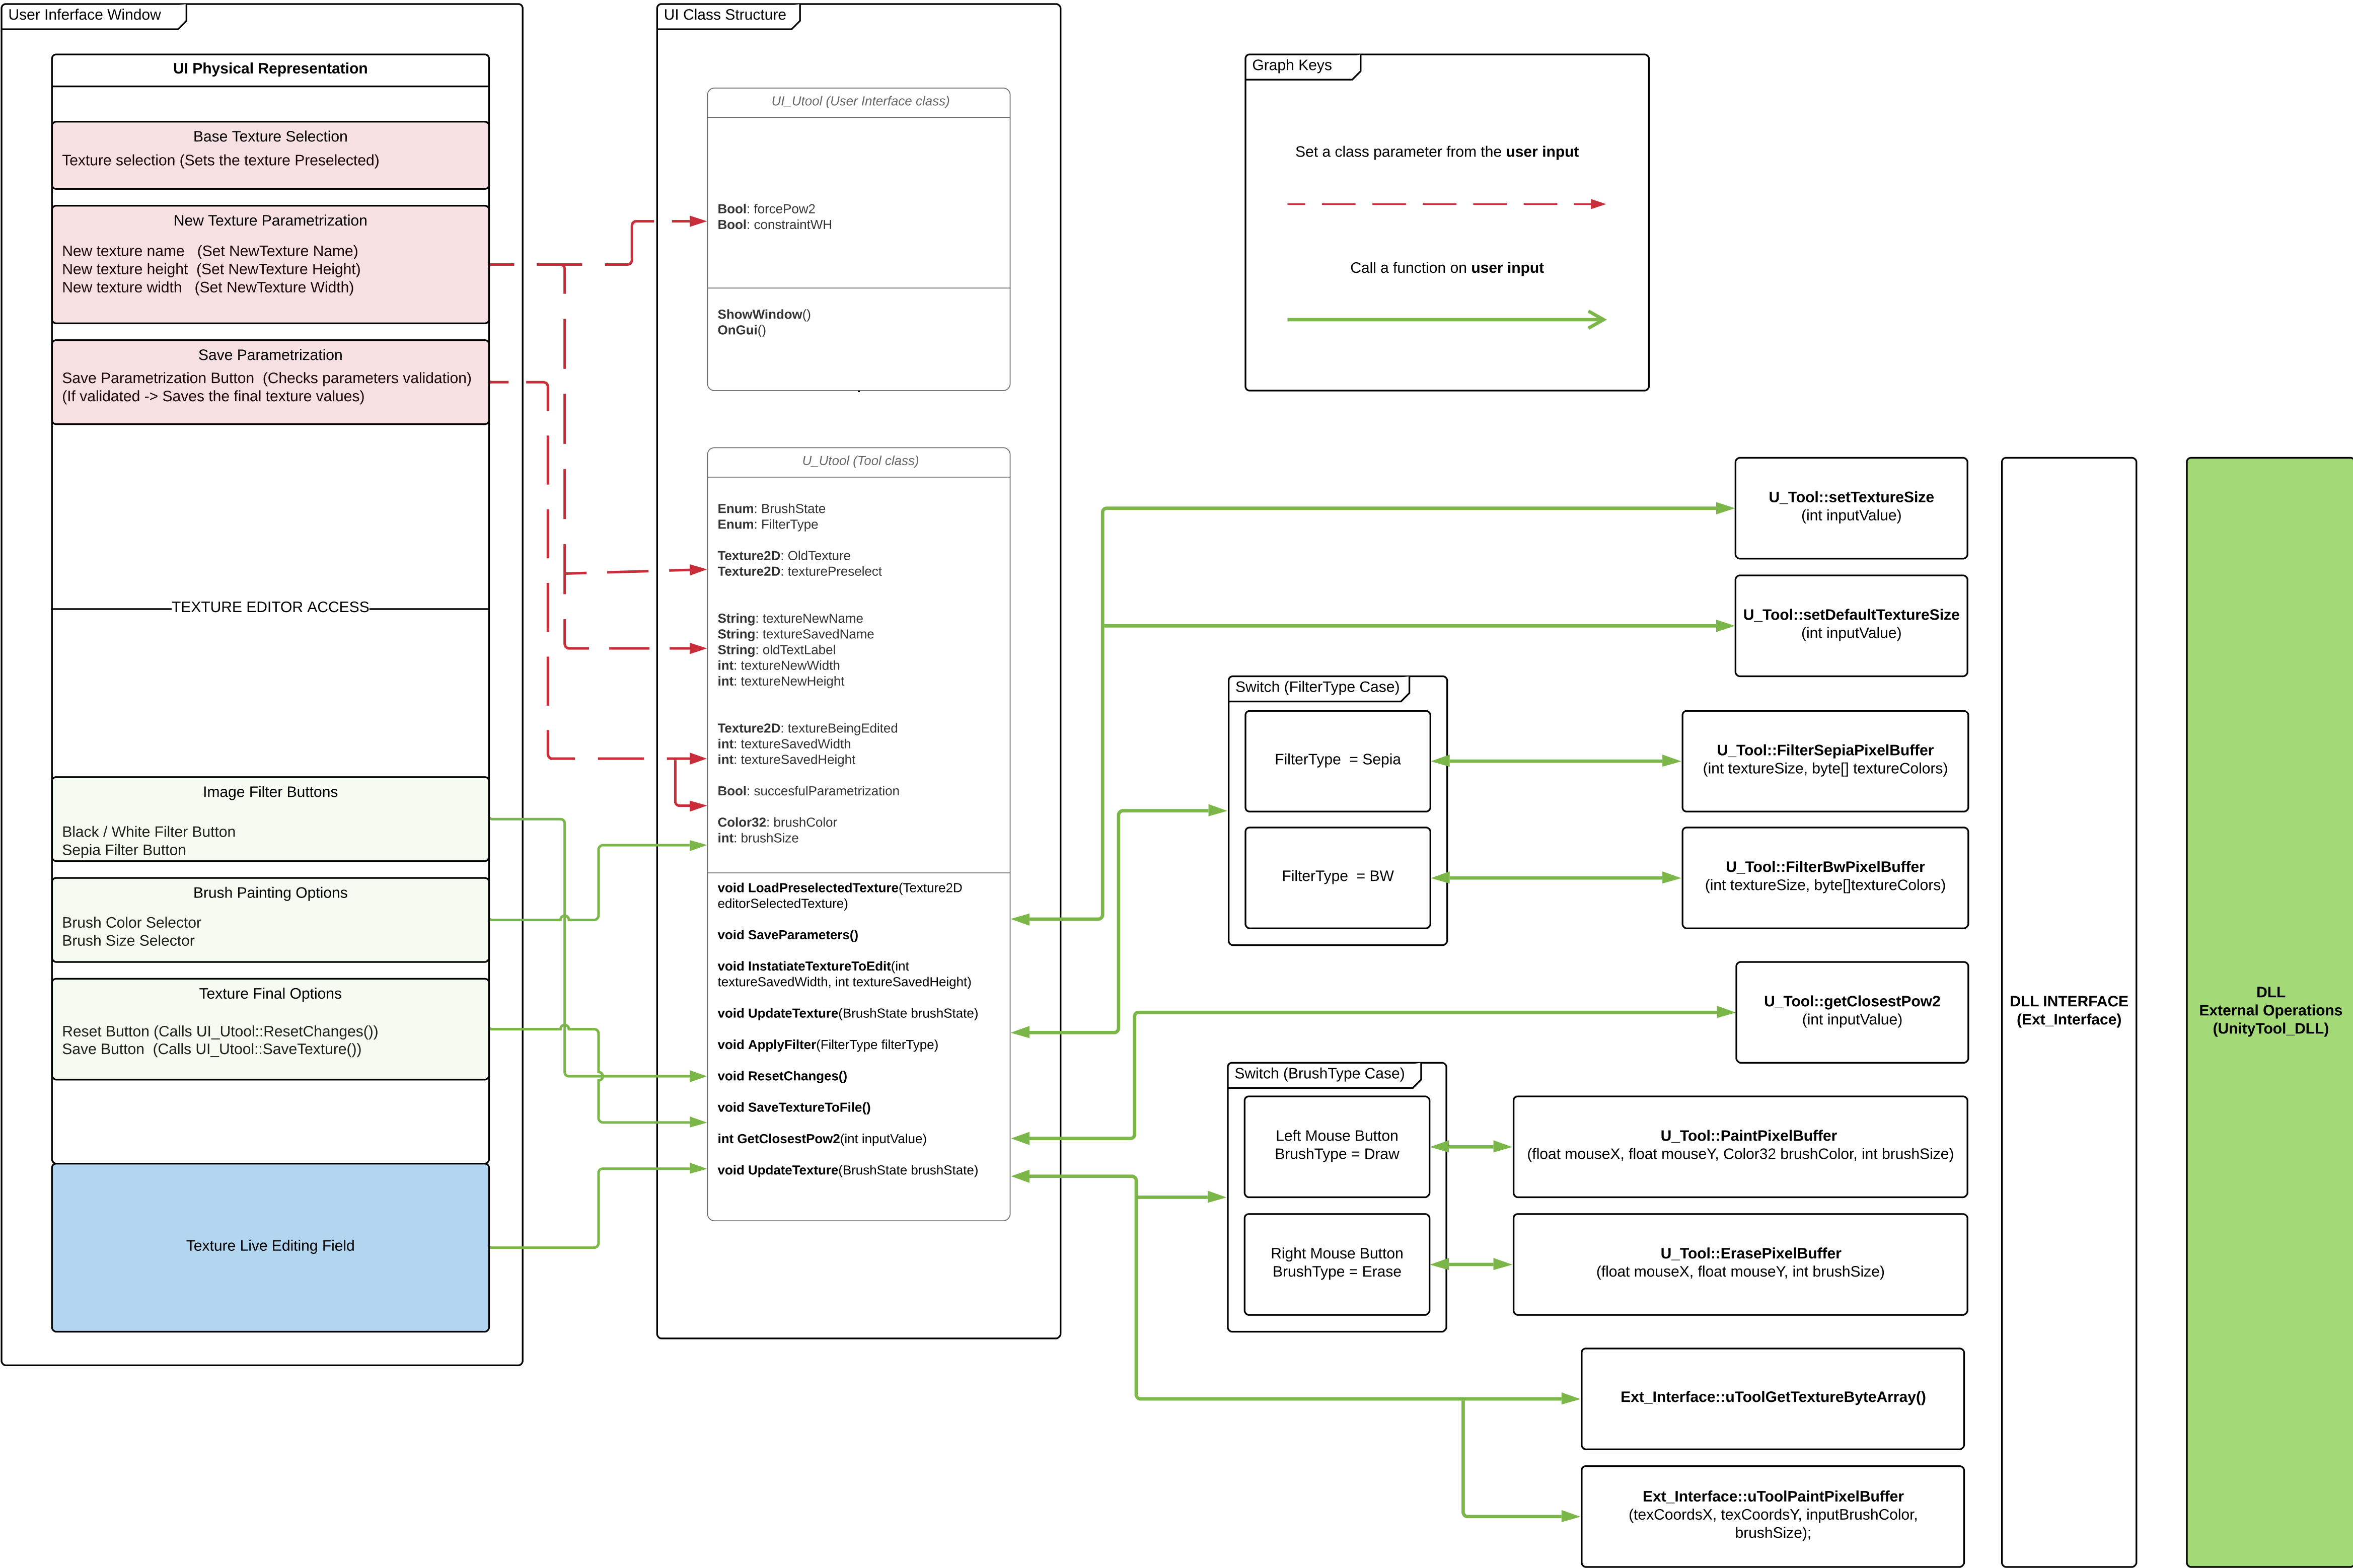 User Inferface Window
UI Physical Representation
Base Texture Selection
Texture selection (Sets the texture Preselected)
New Texture Parametrization
New texture name (Set NewTexture Name)
New texture height (Set NewTexture Height)
New texture width (Set NewTexture Width)
Save Parametrization
Save Parametrization Button (Checks parameters validation)
(If validated -> Saves the final texture values)
TEXTURE EDITOR ACCESS
Image Filter Buttons
Black / White Filter Button
Sepia Filter Button
Brush Painting Options
Brush Color Selector
Brush Size Selector
Texture Final Options
Reset Button (Calls UI_Utool::ResetChanges())
Save Button (Calls UI_Utool::SaveTexture())
Texture Live Editing Field
UI Class Structure
UI_Utool (User Interface class)
Bool: forcePow2
Bool: constraintWH
ShowWindow()
OnGui()
U_Utool (Tool class)
Enum: BrushState
Enum: FilterType
Texture2D: OldTexture
Texture2D: texturePreselect
String: textureNewName
String: textureSavedName
String: oldTextLabel
int: textureNewWidth
int: textureNewHeight
Texture2D: textureBeingEdited
int: textureSavedWidth
int: textureSavedHeight
Bool: succesfulParametrization
Color32: brushColor
int: brushSize
void LoadPreselectedTexture(Texture2D
editorSelectedTexture)
void SaveParameters()
void InstatiateTextureToEdit(int
textureSavedWidth, int textureSavedHeight)
void UpdateTexture(BrushState brushState)
void ApplyFilter(FilterType filterType)
void ResetChanges()
void SaveTextureToFile()
int GetClosestPow2(int inputValue)
void UpdateTexture(BrushState brushState)
Graph Keys
Set a class parameter from the user input
Call a function on user input
U_Tool::setTextureSize
(int inputValue)
U_Tool::setDefaultTextureSize
(int inputValue)
Switch (FilterType Case)
FilterType = Sepia
FilterType = BW
U_Tool::FilterSepiaPixelBuffer
(int textureSize, byte[] textureColors)
U_Tool::FilterBwPixelBuffer
(int textureSize, byte[]textureColors)
U_Tool::getClosestPow2
(int inputValue)
Switch (BrushType Case)
Left Mouse Button
BrushType = Draw
Right Mouse Button
BrushType = Erase
U_Tool::PaintPixelBuffer
(float mouseX, float mouseY, Color32 brushColor, int brushSize)
U_Tool::ErasePixelBuffer
(float mouseX, float mouseY, int brushSize)
Ext_Interface::uToolGetTextureByteArray()
Ext_Interface::uToolPaintPixelBuffer
(texCoordsX, texCoordsY, inputBrushColor,
brushSize);
DLL INTERFACE
(Ext_Interface)
DLL
External Operations
(UnityTool_DLL)